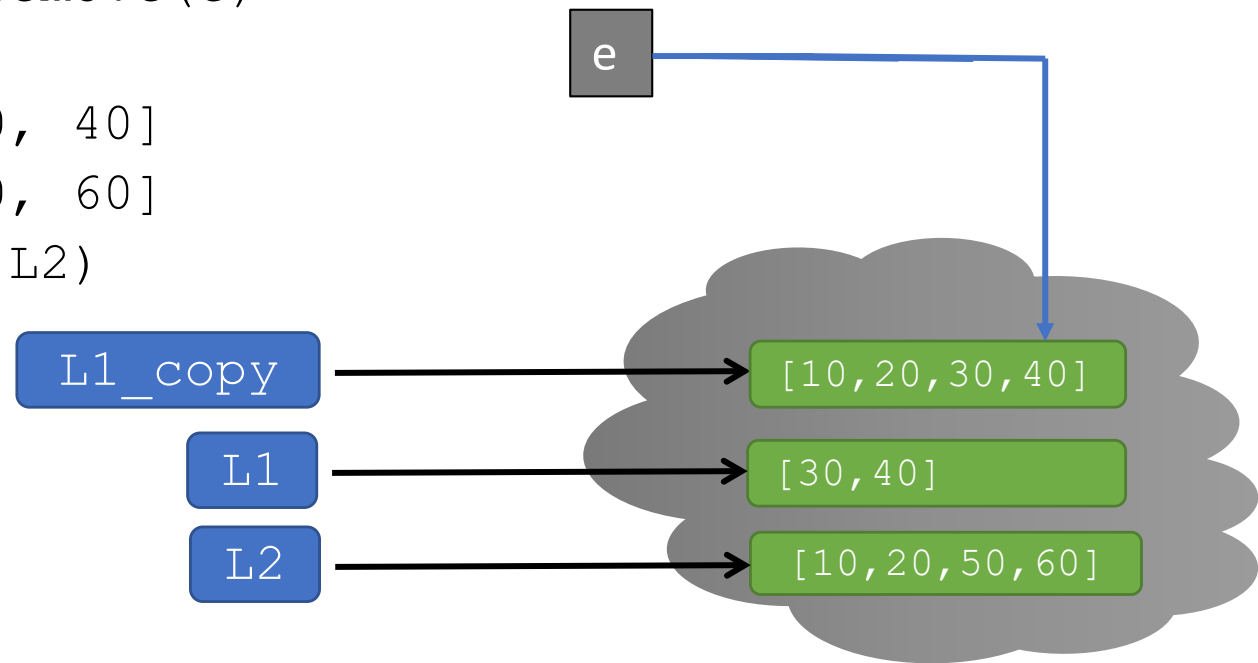 e
, 40]
, 60]
L2)
L1_copy
[10,20,30,40]
L1
[30,40]
L2
[10,20,50,60]